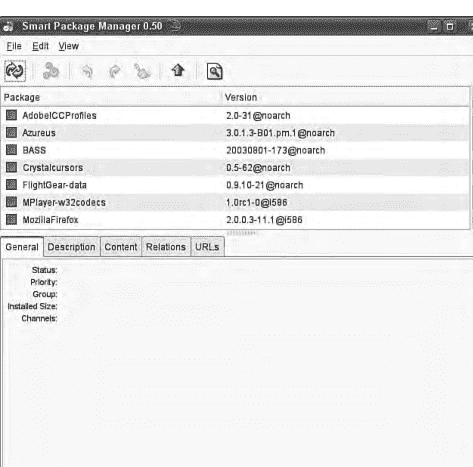 Smart Package Manager 0.50
File Edit View
Package Version
AdobeICCProfiles 2.0-31@noarch
Azureus 3.0.1.3-B01.pm.1@noarch
BASS 20030801-173@noarch
Crystalcursors 0.5-62@noarch
FlightGear-data 0.9.10-21@noarch
MPlayer-w32codecs 1.0rc1-0@i586
MozillaFirefox 2.0.0.3-11.1@i586
General Description Content Relations URLs
Status:
Priority:
Group:
Installed Size:
Channels: